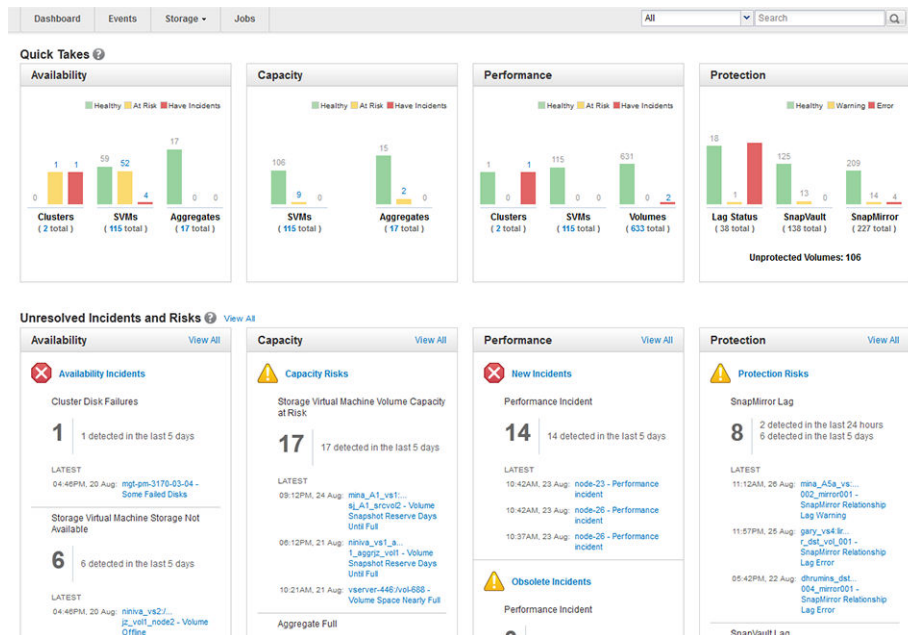 Dashboard Events Storage Jobs All Search
Quick Takes
Availability
Healthy At Risk Have Incidents
0 1 1 59 52 4 17 0 0
Clusters SVMs Aggregates
( 2 total ) ( 115 total ) ( 17 total )
Capacity
Healthy At Risk Have Incidents
106 9 0 15 2 0
SVMs Aggregates
( 115 total ) ( 17 total )
Performance
Healthy At Risk Have Incidents
1 0 1 115 0 0 631 0 2
Clusters SVMs Volumes
( 2 total ) ( 115 total ) ( 633 total )
Protection
Healthy Warning Error
18 1 125 13 0 209 14 4
Lag Status SnapVault SnapMirror
( 38 total ) ( 138 total ) ( 227 total )
Unprotected Volumes: 106
Unresolved Incidents and Risks View All
Availability View All
Availability Incidents
Cluster Disk Failures
1 1 detected in the last 5 days
LATEST
04:46PM, 20 Aug: mgt-pm-3170-03-04 -
Some Failed Disks
Storage Virtual Machine Storage Not
Available
6 6 detected in the last 5 days
LATEST
04:46PM, 20 Aug: niniva_vs2:/...
jz_vol1_node2 - Volume
Offline
Capacity View All
Capacity Risks
Storage Virtual Machine Volume Capacity
at Risk
17 17 detected in the last 5 days
LATEST
09:12PM, 24 Aug: mina_A1_vs1:...
sj_A1_srcvol2 - Volume
Snapshot Reserve Days
Until Full
06:12PM, 21 Aug: niniva_vs1_a...
1_aggrjz_vol1 - Volume
Snapshot Reserve Days
Until Full
10:21AM, 21 Aug: vserver-446:/vol-688 -
Volume Space Nearly Full
Aggregate Full
Performance View All
New Incidents
Performance Incident
14 14 detected in the last 5 days
LATEST
10:42AM, 23 Aug: node-23 - Performance
incident
10:42AM, 23 Aug: node-26 - Performance
incident
10:37AM, 23 Aug: node-26 - Performance
incident
Obsolete Incidents
Performance Incident
Protection View All
Protection Risks
SnapMirror Lag
8 2 detected in the last 24 hours
6 detected in the last 5 days
LATEST
11:12AM, 26 Aug: mina_A5a_vs:...
002_mirror001 -
SnapMirror Relationship
Lag Warning
11:57PM, 25 Aug: gary_vs4:lr...
r_dst_vol_001 -
SnapMirror Relationship
Lag Error
05:42PM, 22 Aug: dhrumins_dst...
004_mirror001 -
SnapMirror Relationship
Lag Error
SnapVault Lag